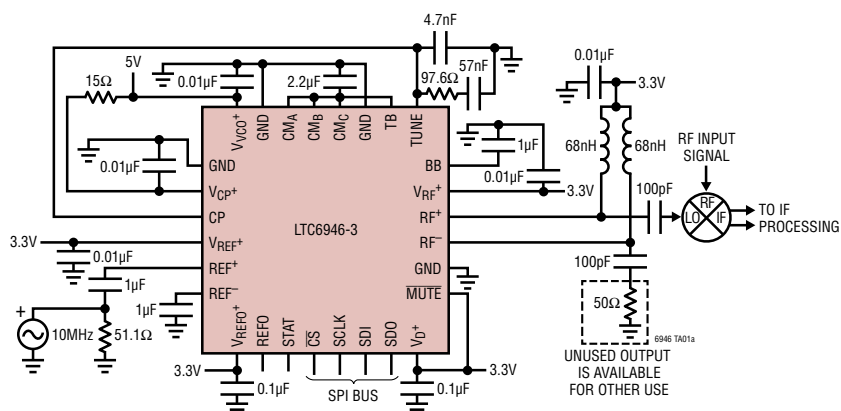 4.7nF
5V
15Ω
0.01µF
2.2µF
97.6Ω
57nF
0.01µF
3.3V
VVCO+
GND
CMA
CMB
CMC
GND
TB
TUNE
68nH
68nH
RF INPUT
SIGNAL
GND
0.01µF
BB
1µF
VCP+
VRF+
0.01µF
3.3V
100pF
CP
LTC6946-3
RF+
LO
RF
IF
TO IF
PROCESSING
3.3V
VREF+
RF–
0.01µF
REF+
GND
100pF
1µF
REF–
MUTE
1µF
50Ω
+
10MHz
51.1Ω
VREFO+
REFO
STAT
CS
SCLK
SDI
SDO
VD+
6946 TA01a
3.3V
0.1µF
SPI BUS
0.1µF
3.3V
UNUSED OUTPUT
IS AVAILABLE
FOR OTHER USE